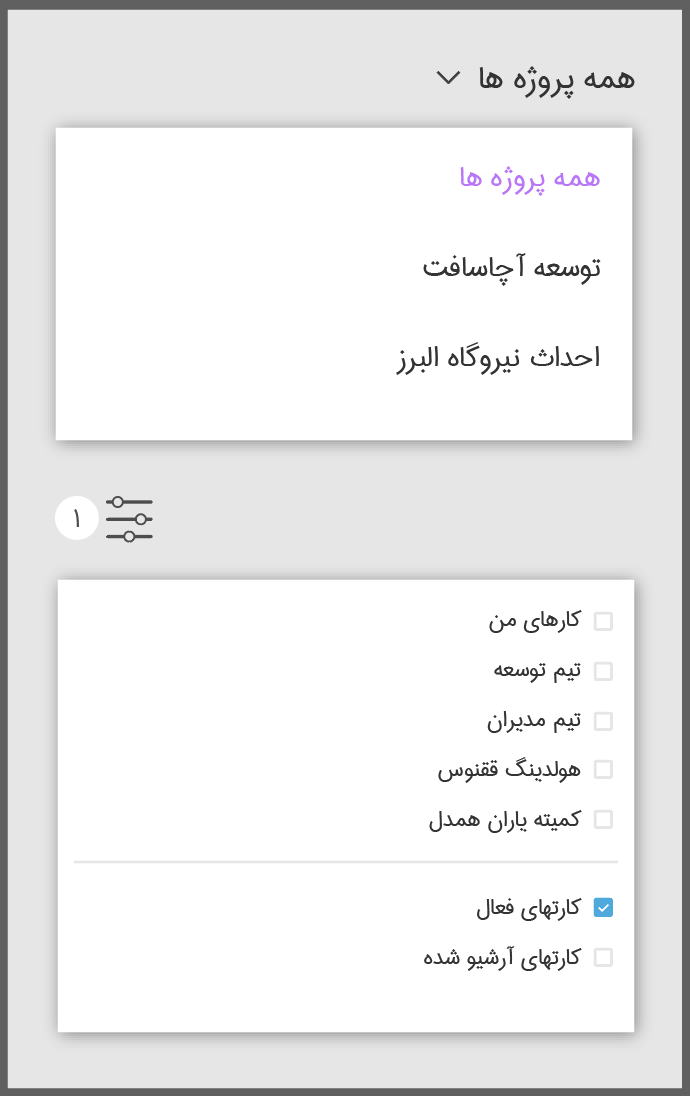 همه پروژه ها
همه پروژه ها
توسعه آچاسافت
احداث نیروگاه البرز
۱
کارهای من
تیم توسعه
تیم مدیران
هولدینگ ققنوس
کمیته یاران همدل
کارتهای فعال
کارتهای آرشیو شده